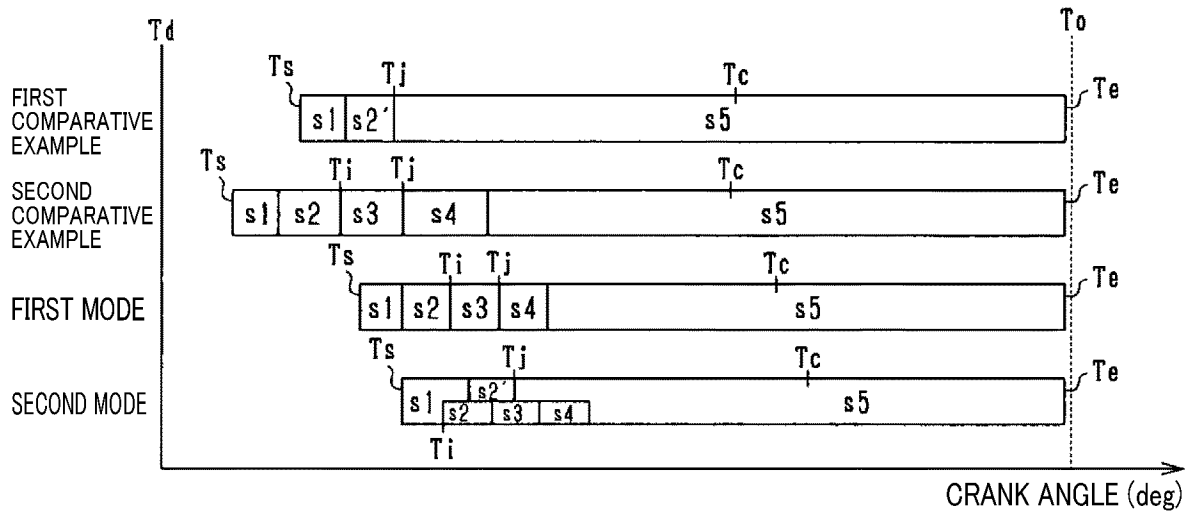 Td
To
Ts
Tj
Tc
Te
FIRST
COMPARATIVE
EXAMPLE
s1
s2′
s5
Ts
Ti
Tj
Tc
Te
SECOND
COMPARATIVE
EXAMPLE
s1
s2
s3
s4
s5
Ts
Ti
Tj
Tc
Te
FIRST MODE
s1
s2
s3
s4
s5
Ts
Tj
Tc
Te
SECOND MODE
s1
s2′
s5
s2
s3
s4
Ti
CRANK ANGLE (deg)